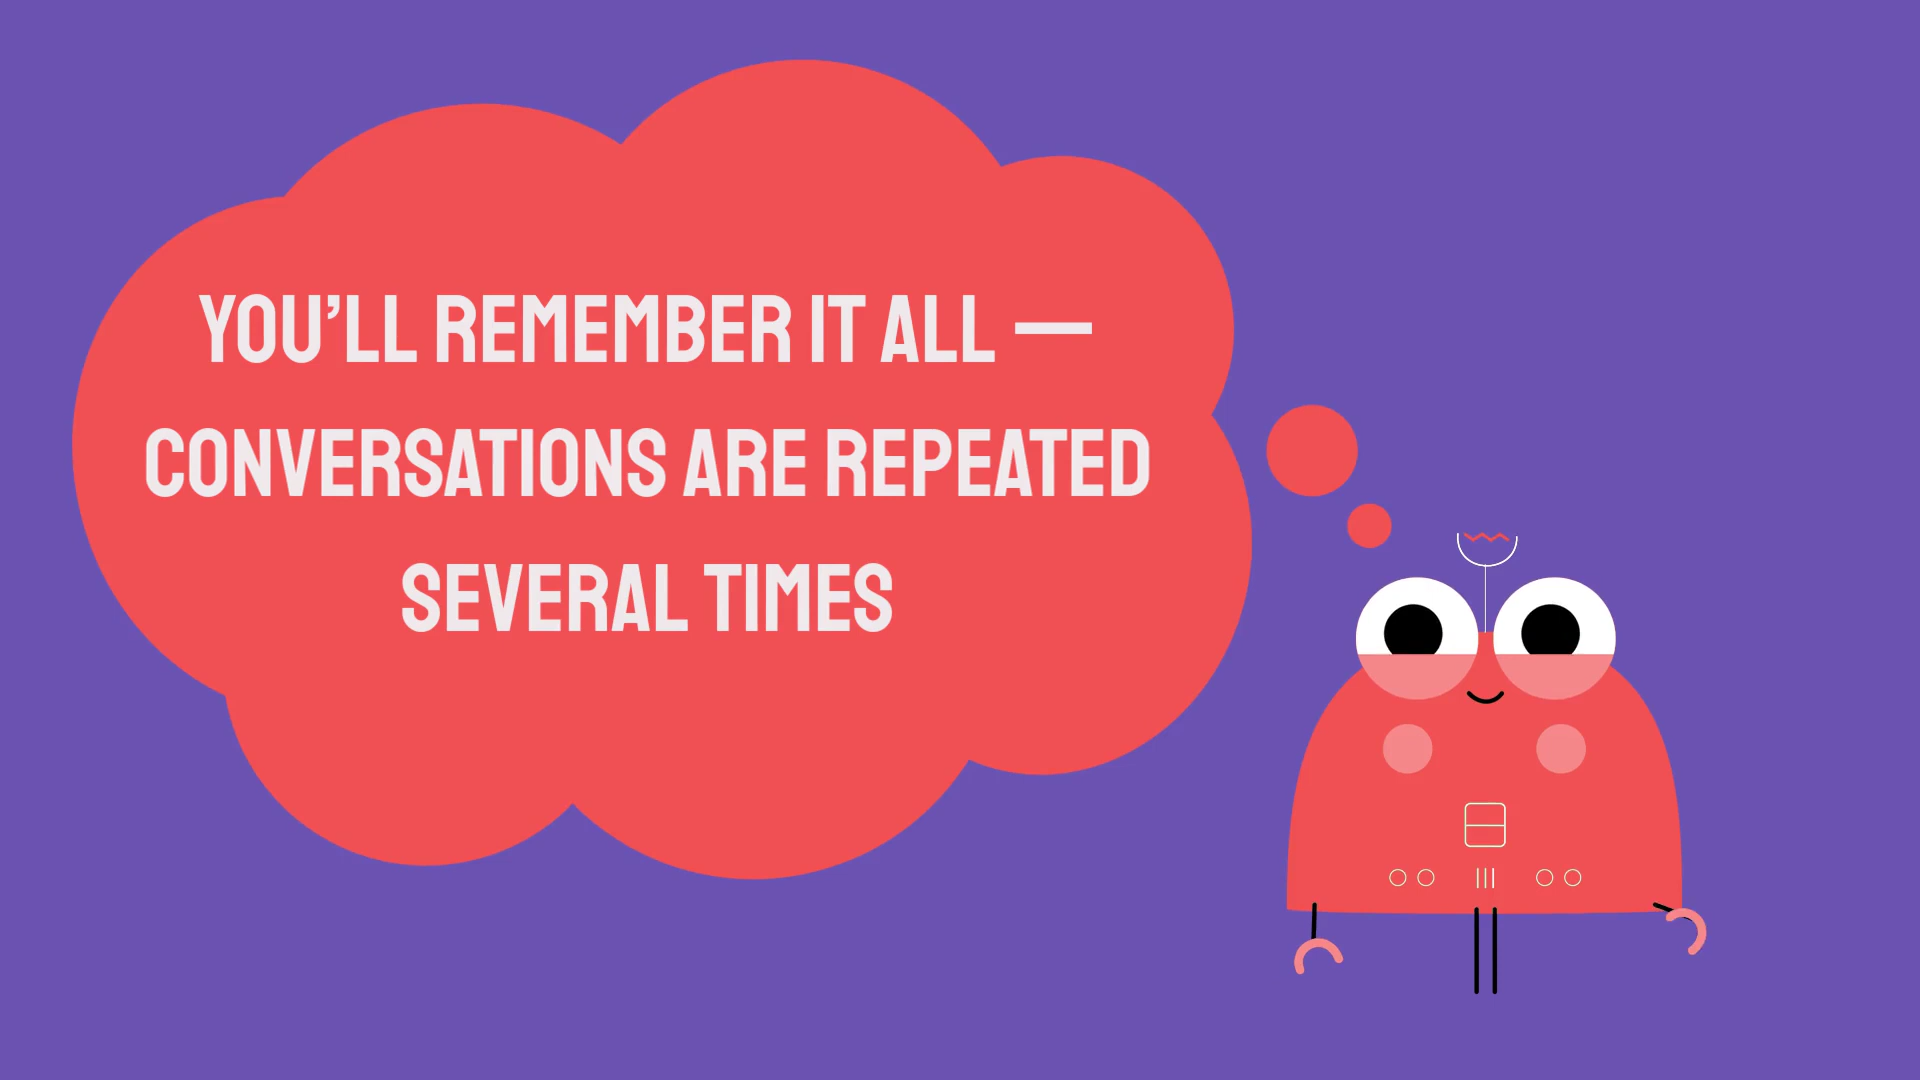 YOU’LL REMEMBER IT ALL —
CONVERSATIONS ARE REPEATED
SEVERAL TIMES